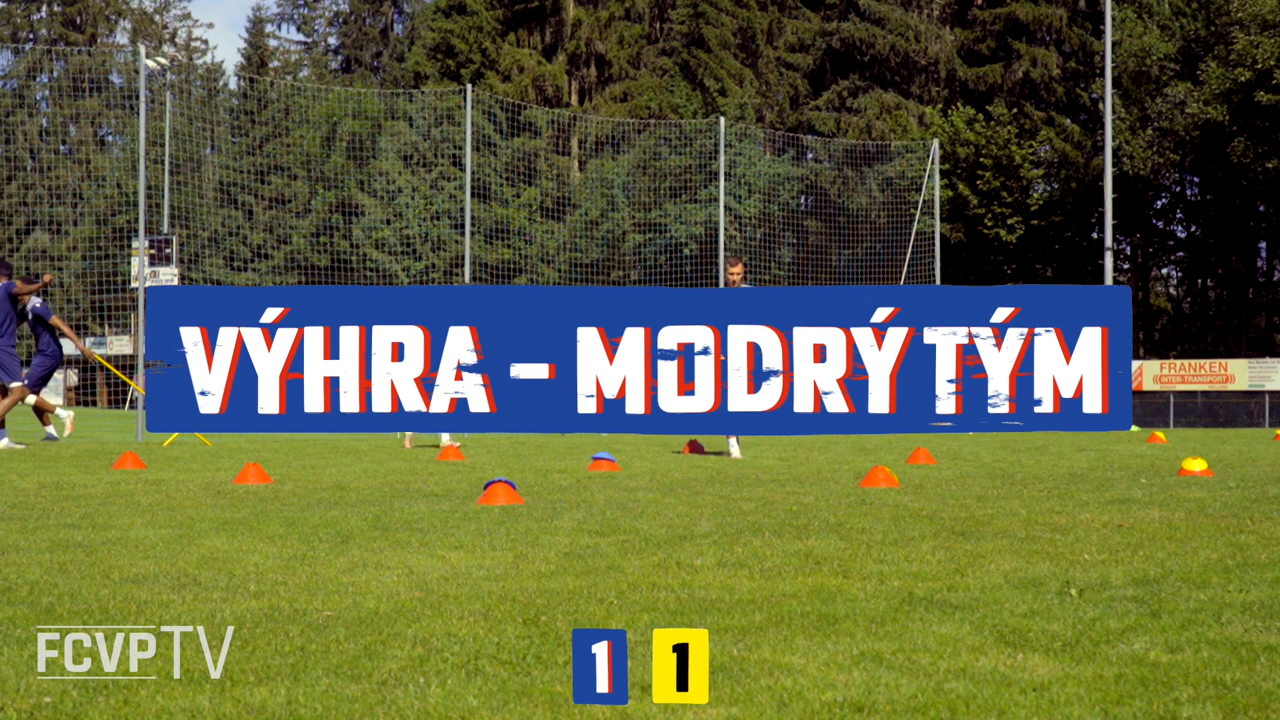 VÝHRA - MODRÝ TÝM
FRANKEN
INTER-TRANSPORT
FCVPTV
1 1